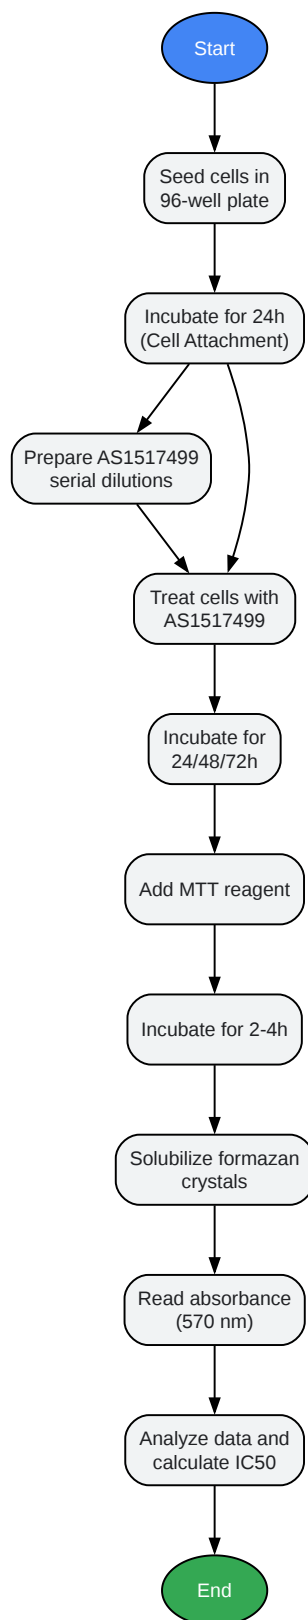 Start
Seed cells in
96-well plate
Incubate for 24h
(Cell Attachment)
Prepare AS1517499
serial dilutions
Treat cells with
AS1517499
Incubate for
24/48/72h
Add MTT reagent
Incubate for 2-4h
Solubilize formazan
crystals
Read absorbance
(570 nm)
Analyze data and
calculate IC50
End